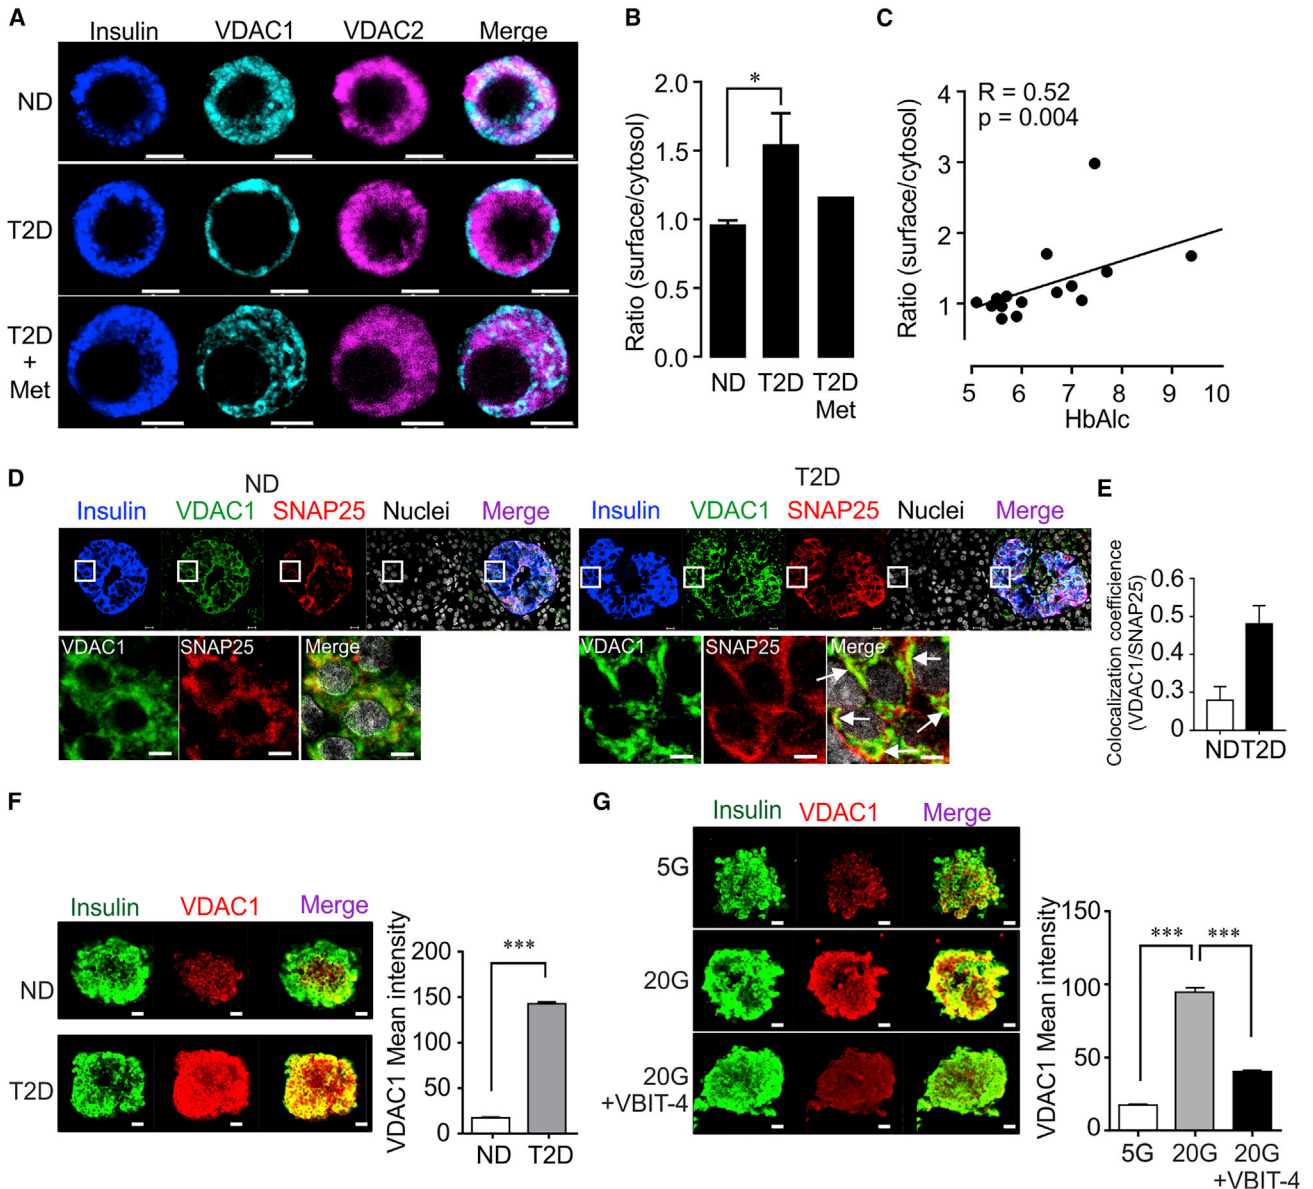 A
Insulin VDAC1 VDAC2 Merge
ND
T2D
T2D
+
Met
B
Ratio (surface/cytosol)
2.0
1.5
1.0
0.5
0.0
*
ND T2D T2D
Met
C
Ratio (surface/cytosol)
R = 0.52
p = 0.004
4
3
2
1
5 6 7 8 9 10
HbAlc
D
ND
Insulin VDAC1 SNAP25 Nuclei Merge
VDAC1 SNAP25 Merge
T2D
Insulin VDAC1 SNAP25 Nuclei Merge
VDAC1 SNAP25 Merge
E
Colocalization coefficience
(VDAC1/SNAP25)
0.6
0.5
0.4
0.3
0
ND T2D
F
Insulin VDAC1 Merge
ND
T2D
VDAC1 Mean intensity
200
150
100
50
0
***
ND T2D
G
Insulin VDAC1 Merge
5G
20G
20G
+VBIT-4
VDAC1 Mean intensity
150
100
50
0
*** ***
5G 20G 20G
+VBIT-4